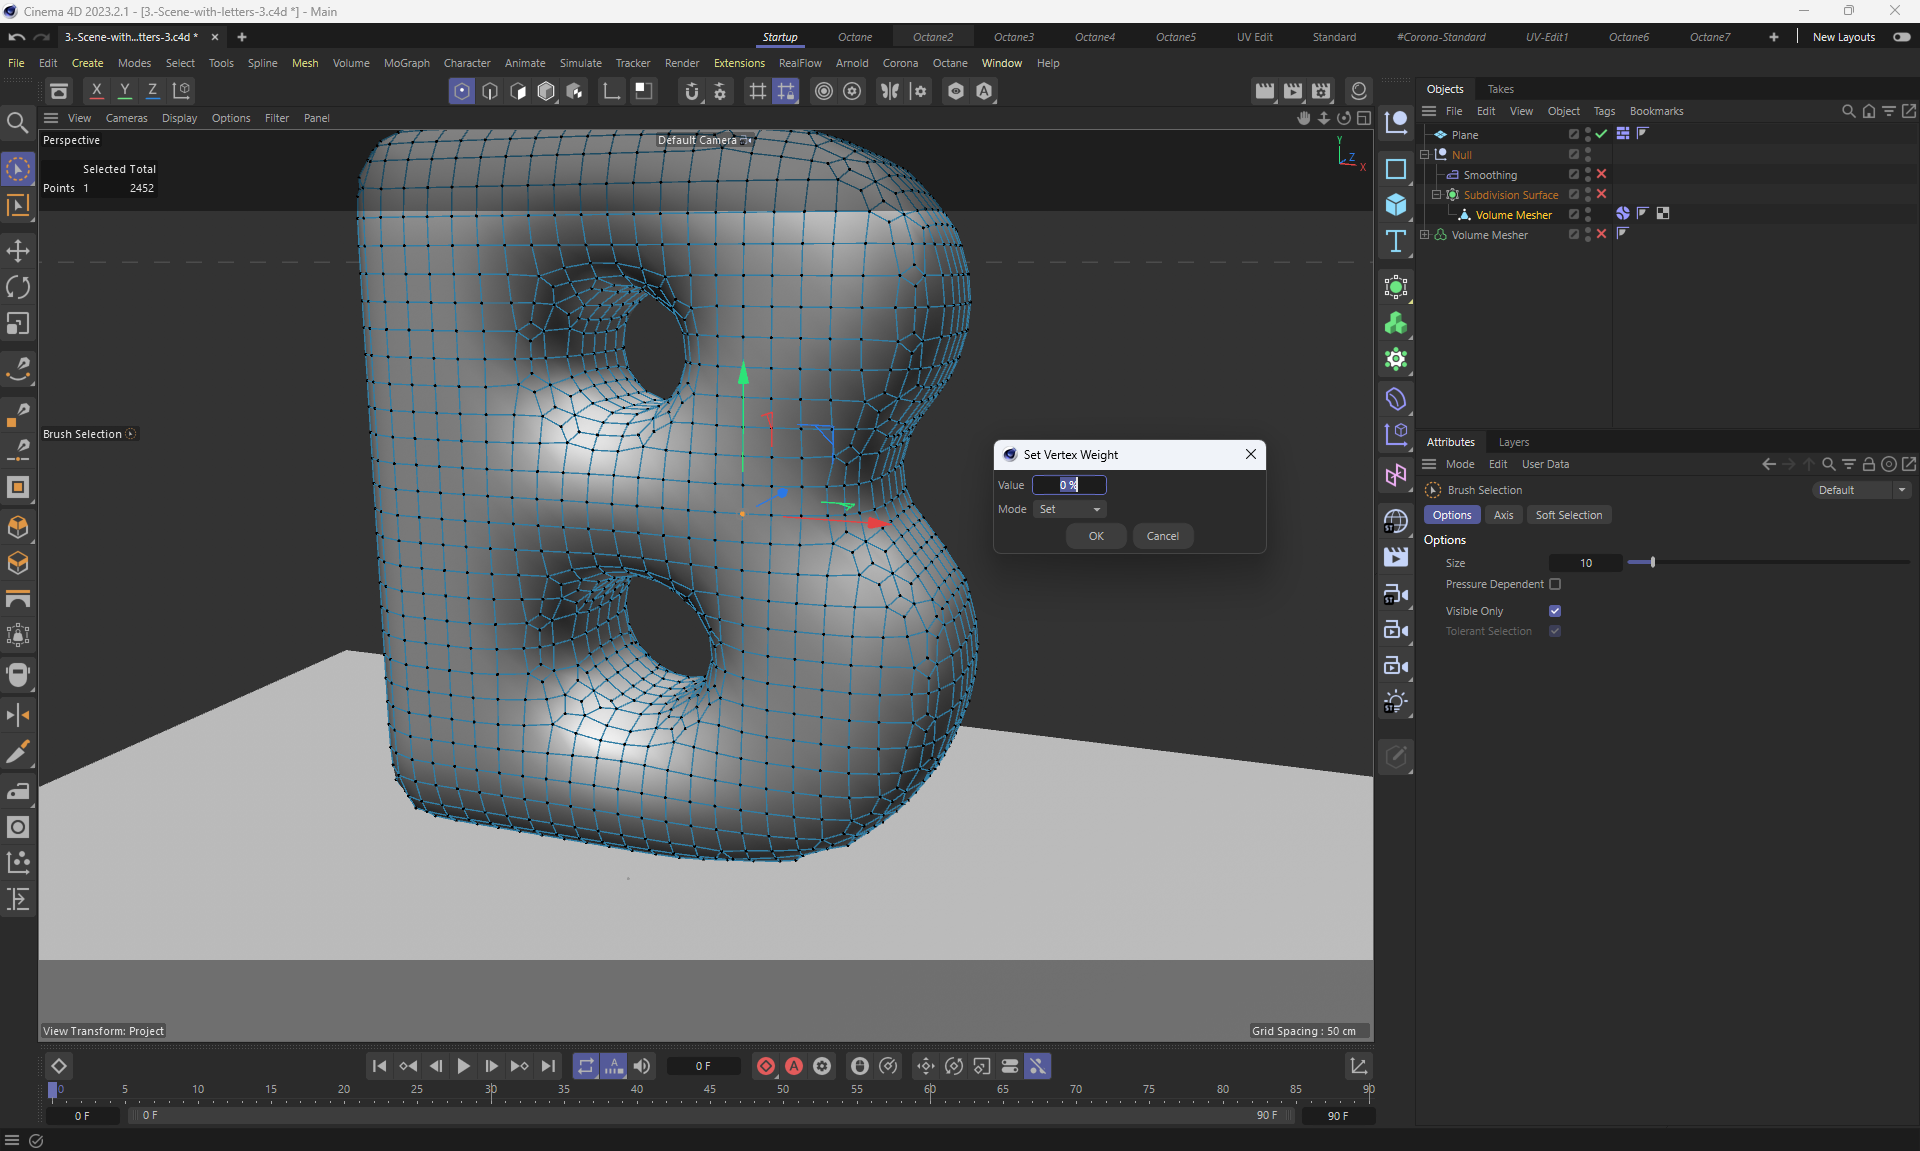 Cinema 4D 2023.2.1 - [3.-Scene-with-letters-3.c4d *] - Main
3.-Scene-with...tters-3.c4d *
Startup Octane Octane2 Octane3 Octane4 Octane5 UV Edit Standard #Corona-Standard UV-Edit1 Octane6 Octane7 New Layouts
File Edit Create Modes Select Tools Spline Mesh Volume MoGraph Character Animate Simulate Tracker Render Extensions RealFlow Arnold Corona Octane Window Help
X Y Z
Objects Takes
View Cameras Display Options Filter Panel
File Edit View Object Tags Bookmarks
Perspective
Default Camera
Y
Z
X
Selected Total
Points 1 2452
Plane
Null
Smoothing
Subdivision Surface
Volume Mesher
Volume Mesher
Brush Selection
Set Vertex Weight
Value 0 %
Mode Set
OK Cancel
Attributes Layers
Mode Edit User Data
Brush Selection Default
Options Axis Soft Selection
Options
Size 10
Pressure Dependent
Visible Only
Tolerant Selection
View Transform: Project
Grid Spacing : 50 cm
0 F
0 5 10 15 20 25 30 35 40 45 50 55 60 65 70 75 80 85 90
0 F 0 F 90 F 90 F